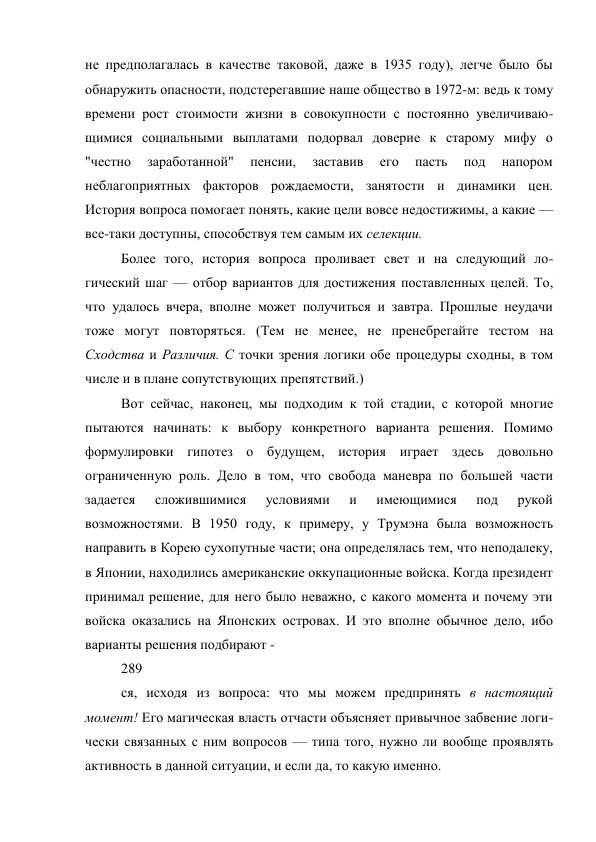 не предполагалась в качестве таковой, даже в 1935 году), легче было бы
обнаружить опасности, подстерегавшие наше общество в 1972-м: ведь к тому
времени рост стоимости жизни в совокупности с постоянно увеличиваю-
щимися социальными выплатами подорвал доверие к старому мифу о
"честно заработанной" пенсии, заставив его пасть под напором
неблагоприятных факторов рождаемости, занятости и динамики цен.
История вопроса помогает понять, какие цели вовсе недостижимы, а какие —
все-таки доступны, способствуя тем самым их селекции.
Более того, история вопроса проливает свет и на следующий ло-
гический шаг — отбор вариантов для достижения поставленных целей. То,
что удалось вчера, вполне может получиться и завтра. Прошлые неудачи
тоже могут повторяться. (Тем не менее, не пренебрегайте тестом на
Сходства и Различия. С точки зрения логики обе процедуры сходны, в том
числе и в плане сопутствующих препятствий.)
Вот сейчас, наконец, мы подходим к той стадии, с которой многие
пытаются начинать: к выбору конкретного варианта решения. Помимо
формулировки гипотез о будущем, история играет здесь довольно
ограниченную роль. Дело в том, что свобода маневра по большей части
задается сложившимися условиями и имеющимися под рукой
возможностями. В 1950 году, к примеру, у Трумэна была возможность
направить в Корею сухопутные части; она определялась тем, что неподалеку,
в Японии, находились американские оккупационные войска. Когда президент
принимал решение, для него было неважно, с какого момента и почему эти
войска оказались на Японских островах. И это вполне обычное дело, ибо
варианты решения подбирают -
289
ся, исходя из вопроса: что мы можем предпринять в настоящий
момент! Его магическая власть отчасти объясняет привычное забвение логи-
чески связанных с ним вопросов — типа того, нужно ли вообще проявлять
активность в данной ситуации, и если да, то какую именно.